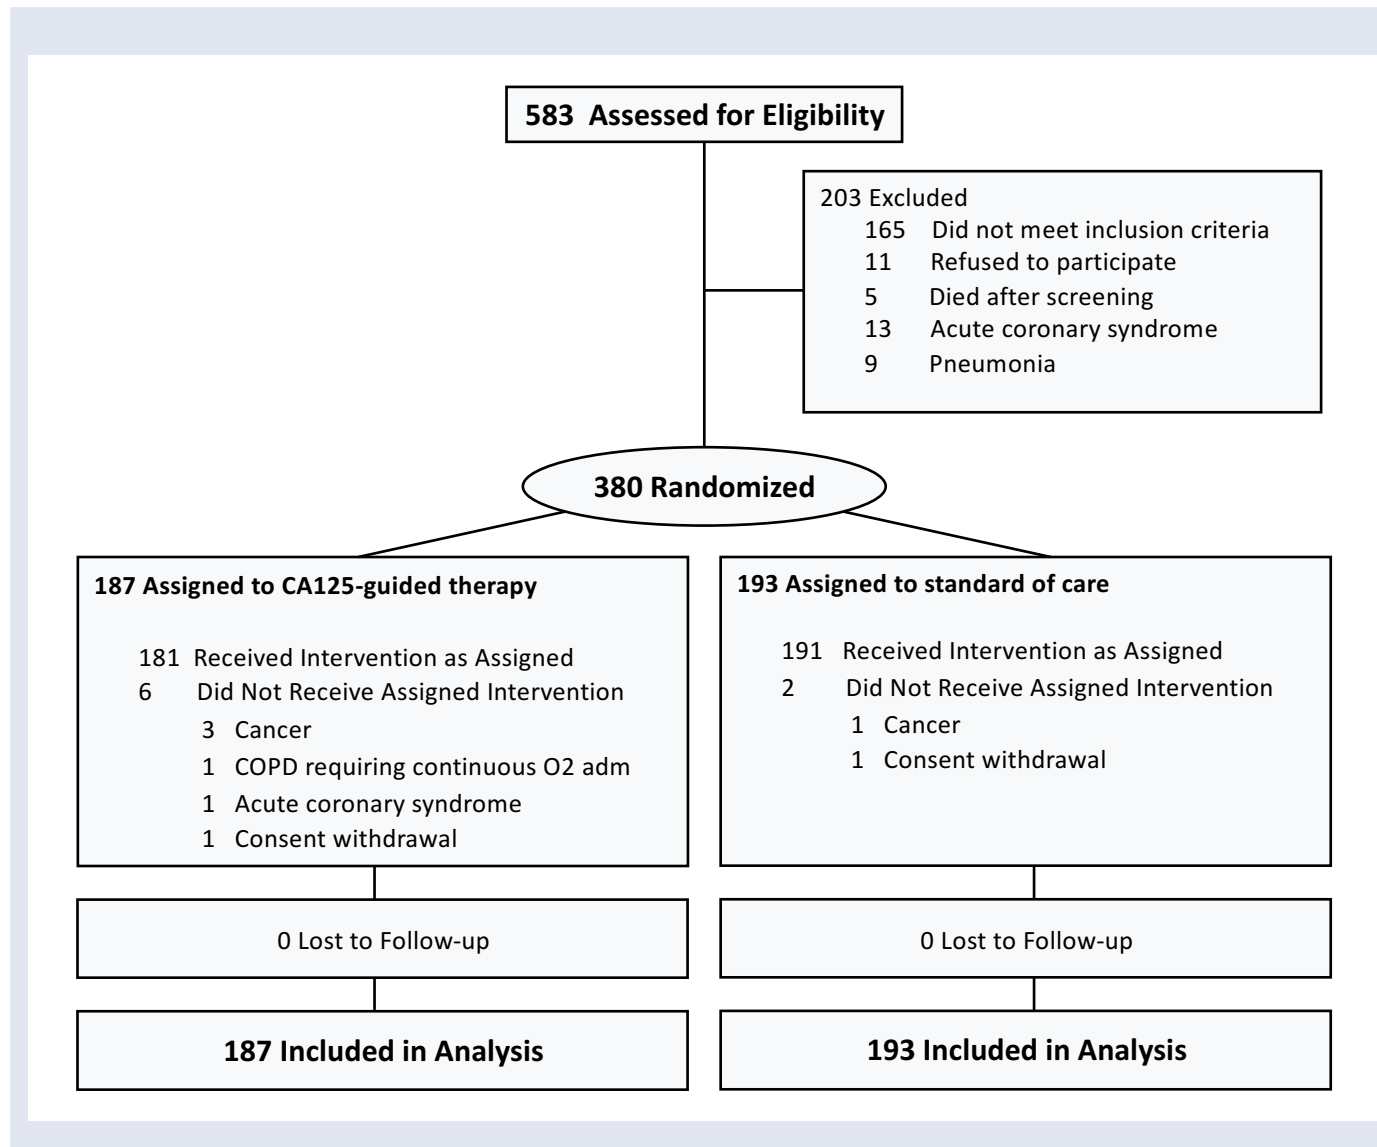 583 Assessed for Eligibility
203 Excluded
165 Did not meet inclusion criteria
11 Refused to participate
5 Died after screening
13 Acute coronary syndrome
9 Pneumonia
380 Randomized
187 Assigned to CA125-guided therapy
181 Received Intervention as Assigned
6 Did Not Receive Assigned Intervention
3 Cancer
1 COPD requiring continuous O2 adm
1 Acute coronary syndrome
1 Consent withdrawal
193 Assigned to standard of care
191 Received Intervention as Assigned
2 Did Not Receive Assigned Intervention
1 Cancer
1 Consent withdrawal
0 Lost to Follow-up
0 Lost to Follow-up
187 Included in Analysis
193 Included in Analysis